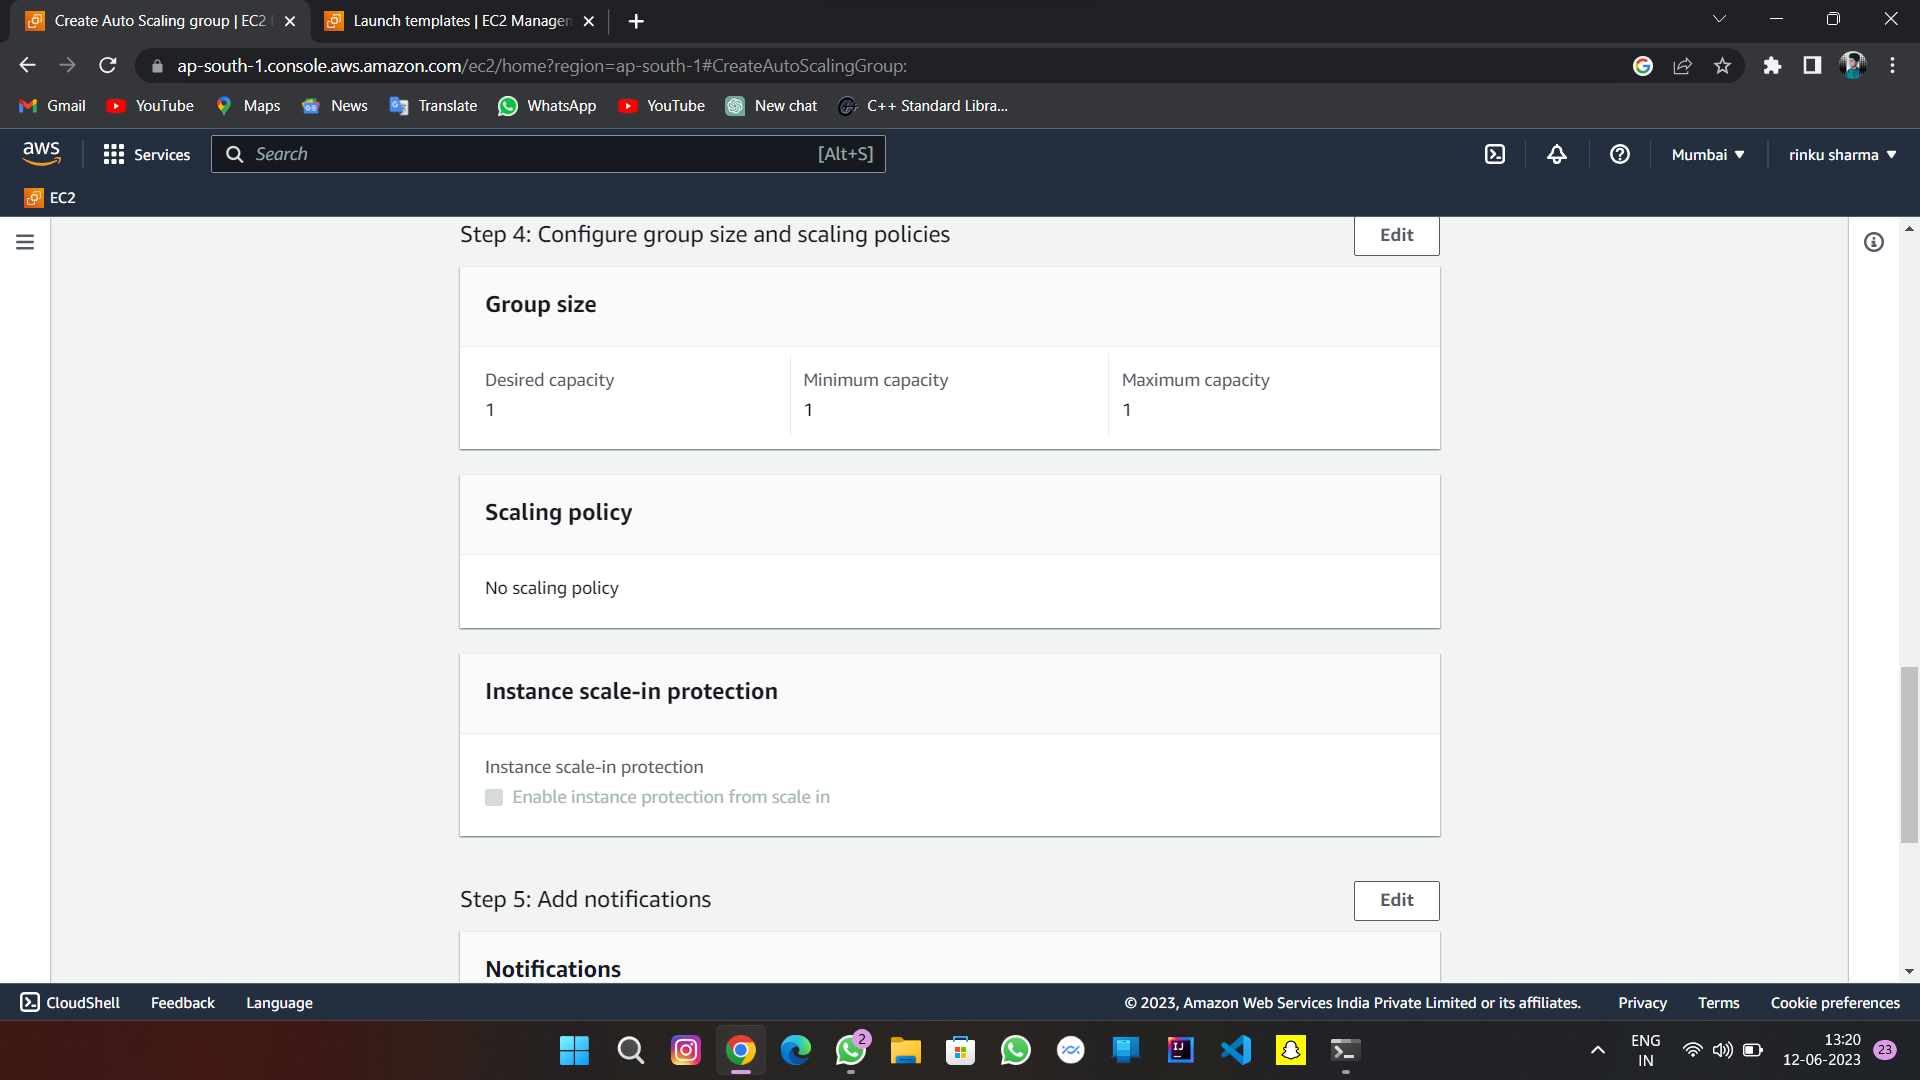 Create Auto Scaling group | EC2
Launch templates | EC2 Managen
ap-south-1.console.aws.amazon.com/ec2/home?region=ap-south-1#CreateAutoScalingGroup:
Gmail YouTube Maps News Translate WhatsApp YouTube New chat C++ Standard Libra...
aws Services Search [Alt+S] Mumbai rinku sharma
EC2
Step 4: Configure group size and scaling policies Edit
Group size
Desired capacity Minimum capacity Maximum capacity
1 1 1
Scaling policy
No scaling policy
Instance scale-in protection
Instance scale-in protection
Enable instance protection from scale in
Step 5: Add notifications Edit
Notifications
CloudShell Feedback Language © 2023, Amazon Web Services India Private Limited or its affiliates. Privacy Terms Cookie preferences
2
ENG
IN
13:20
12-06-2023
23